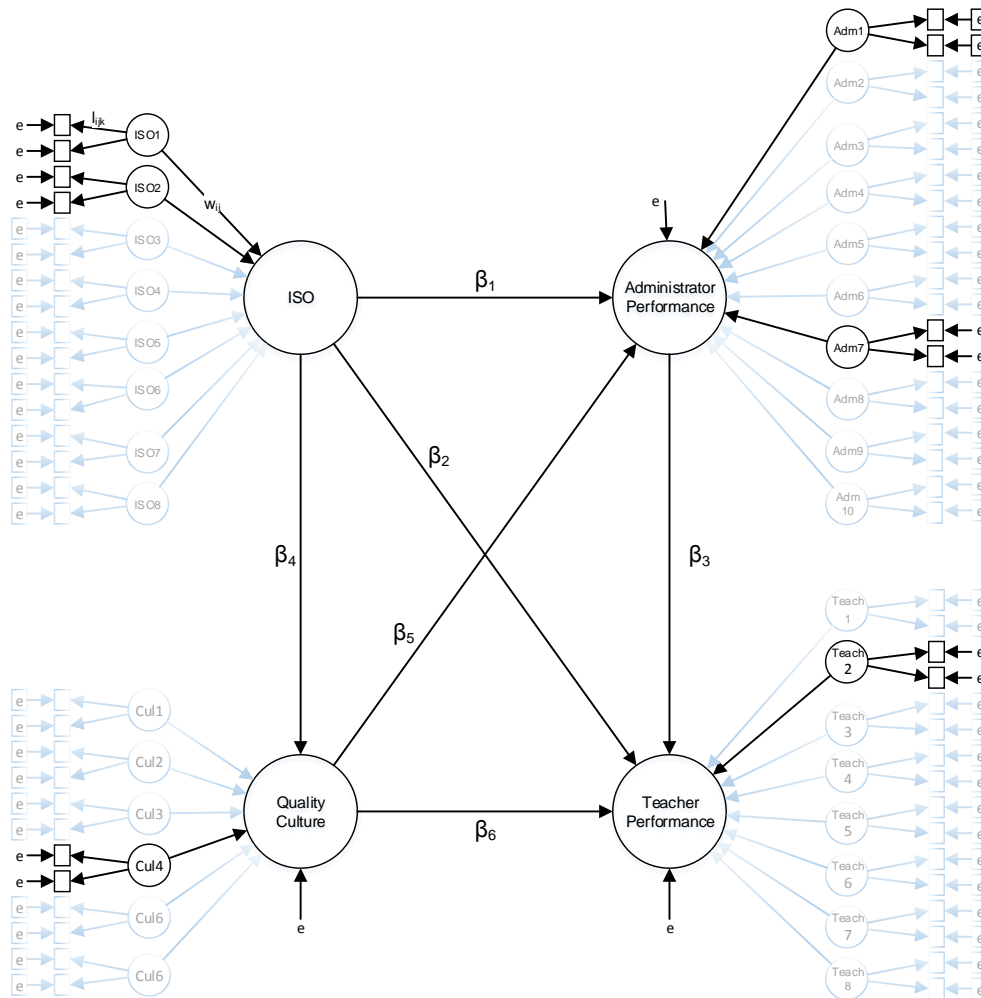 Adm1
e
e
Adm2
e
e
l_ijk
e
ISO1
e
Adm3
e
e
e
ISO2
e
Adm4
e
e
w_ij
e
e
ISO3
e
Adm5
e
e
e
ISO4
e
ISO
β1
Administrator
Performance
Adm6
e
e
e
ISO5
e
Adm7
e
e
e
ISO6
e
Adm8
e
e
e
ISO7
e
β2
Adm9
e
e
e
ISO8
e
Adm
10
e
e
β4
β3
β5
Teach
1
e
e
Teach
2
e
e
e
Cul1
e
Teach
3
e
e
e
Cul2
e
Teach
4
e
e
e
Cul3
e
Quality
Culture
β6
Teacher
Performance
Teach
5
e
e
e
Cul4
e
Teach
6
e
e
e
Cul6
e
e
e
Teach
7
e
e
e
Cul6
e
Teach
8
e
e